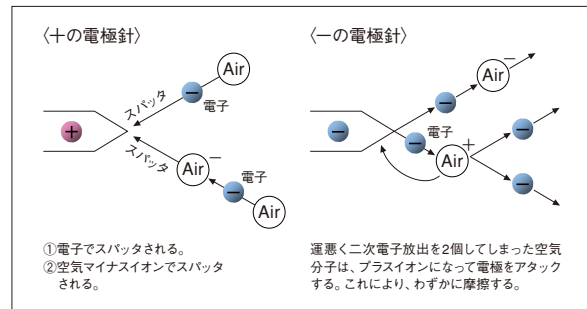 〈＋の電極針〉
Air
－
電子
スパッタ
＋
スパッタ
Air
－
－
電子
Air
①電子でスパッタされる。
②空気マイナスイオンでスパッタ
される。
〈－の電極針〉
Air
－
－
－
電子
－
－
Air
＋
－
－
運悪く二次電子放出を2個してしまった空気
分子は、プラスイオンになって電極をアタック
する。これにより、わずかに摩擦する。